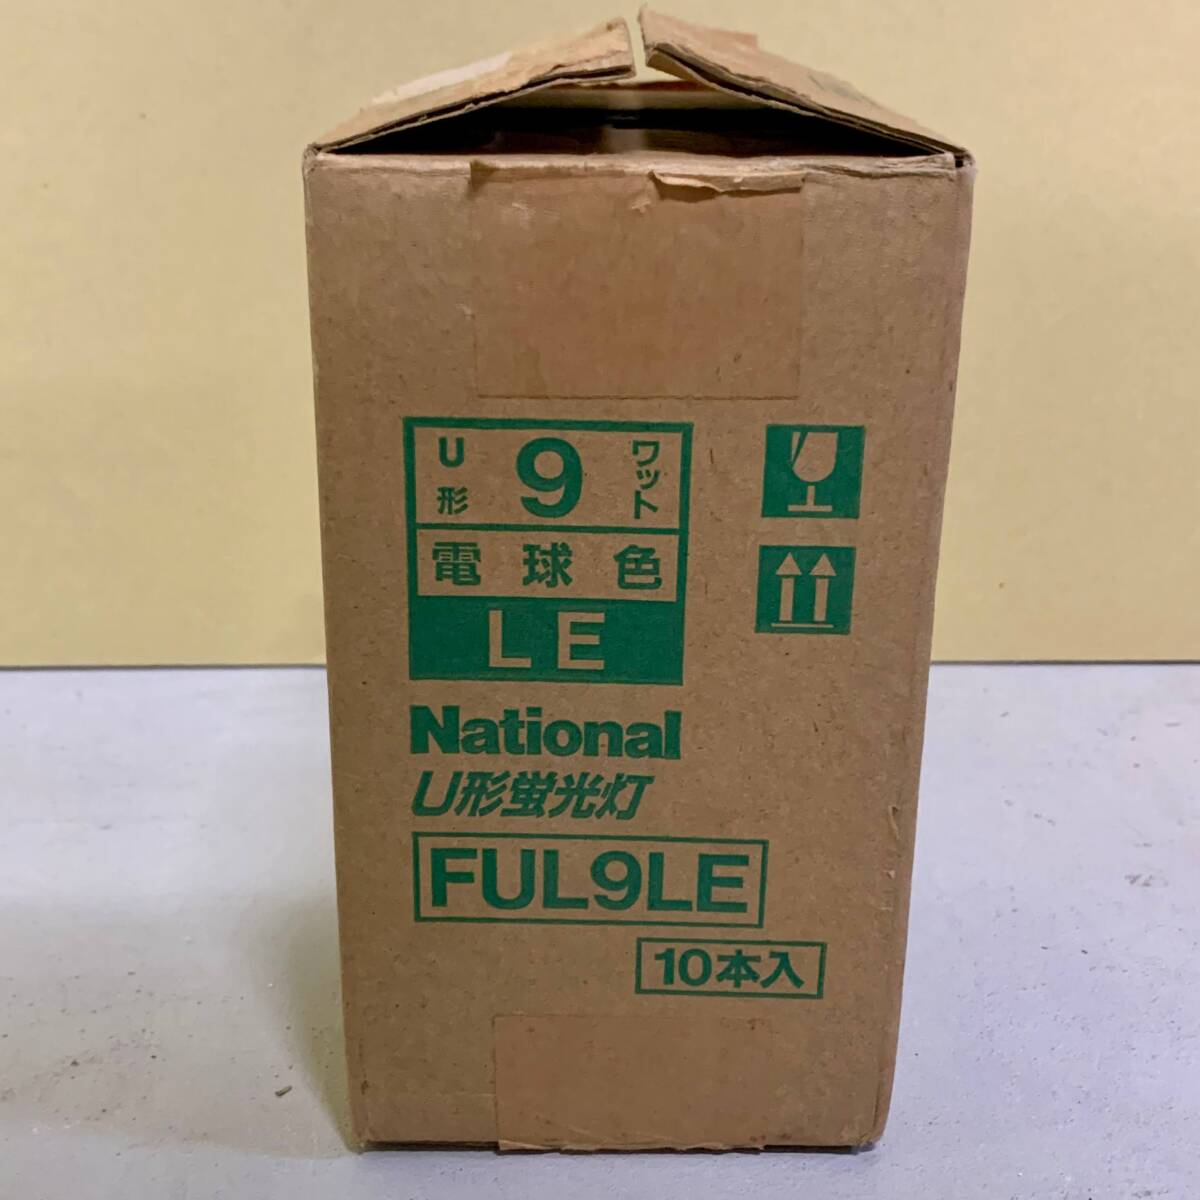 U形 9 ワット
電球色
LE
National
U形蛍光灯
FUL9LE
10本入